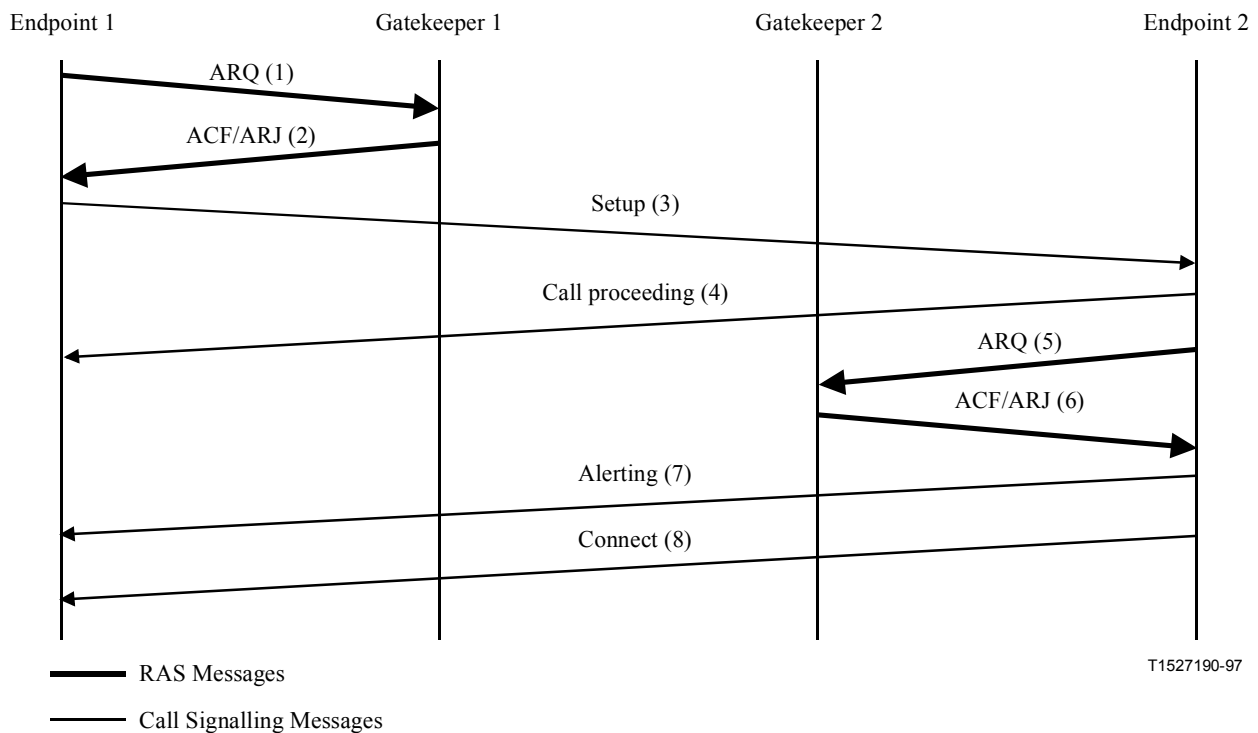 Endpoint 1
Gatekeeper 1
Gatekeeper 2
Endpoint 2
ARQ (1)
ACF/ARJ (2)
Setup (3)
Call proceeding (4)
ARQ (5)
ACF/ARJ (6)
Alerting (7)
Connect (8)
T1527190-97
RAS Messages
Call Signalling Messages